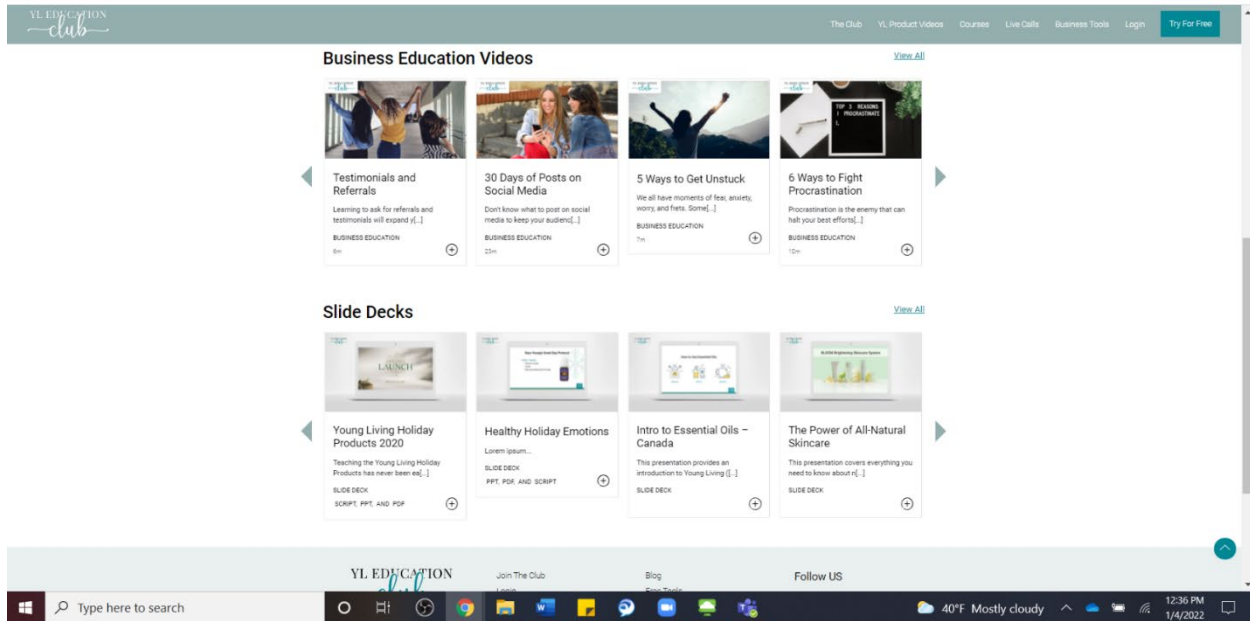 YL EDUCATION
club
The Club YL Product Videos Courses Live Calls Business Tools Login Try For Free
Business Education Videos
View All
TOP 3 REASONS
I PROCRASTINATE
1.
Testimonials and
Referrals
Learning to ask for referrals and
testimonials will expand y[...]
BUSINESS EDUCATION
6m
30 Days of Posts on
Social Media
Don't know what to post on social
media to keep your audienc[...]
BUSINESS EDUCATION
23m
5 Ways to Get Unstuck
We all have moments of fear, anxiety,
worry, and frets. Some[...]
BUSINESS EDUCATION
7m
6 Ways to Fight
Procrastination
Procrastination is the enemy that can
halt your best efforts[...]
BUSINESS EDUCATION
10m
Slide Decks
View All
LAUNCH
Young Living Holiday
Products 2020
Teaching the Young Living Holiday
Products has never been ea[...]
SLIDE DECK
SCRIPT, PPT, AND PDF
Healthy Holiday Emotions
Lorem ipsum...
SLIDE DECK
PPT, PDF, AND SCRIPT
Intro to Essential Oils –
Canada
This presentation provides an
introduction to Young Living ([...]
SLIDE DECK
The Power of All-Natural
Skincare
This presentation covers everything you
need to know about n[...]
SLIDE DECK
YL EDUCATION
club
Join The Club
Login
Blog
Free Tools
Follow US
Type here to search
40°F Mostly cloudy
12:36 PM
1/4/2022